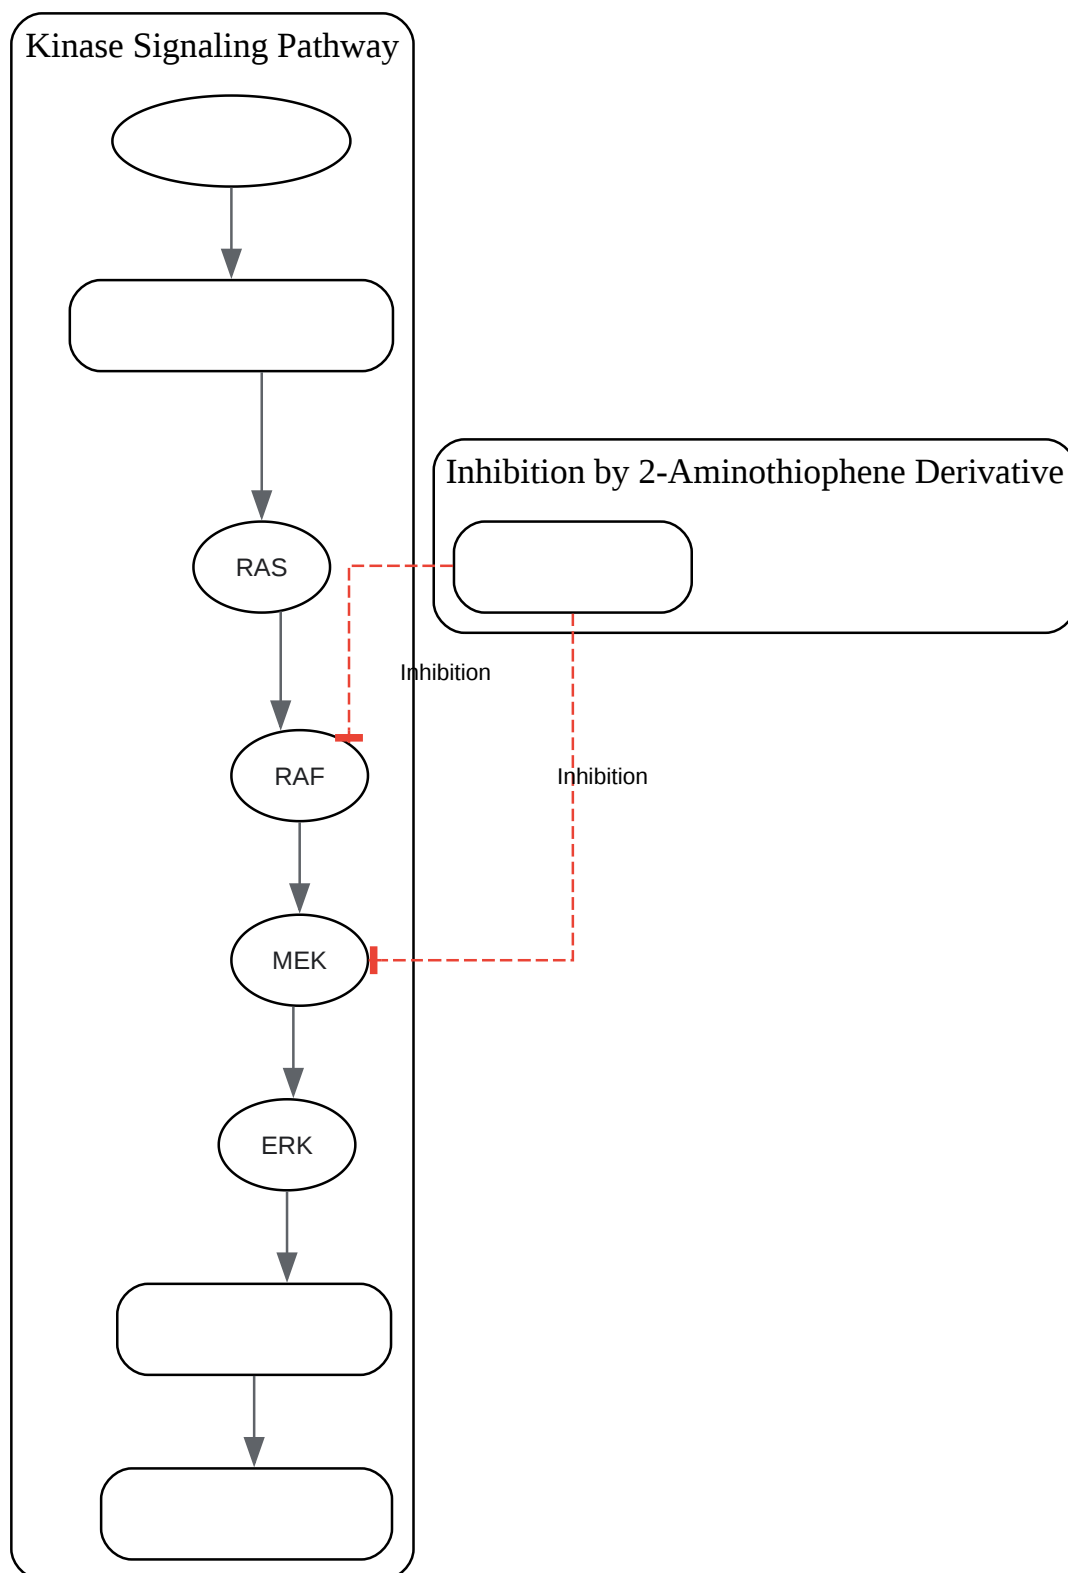 Kinase Signaling Pathway
Inhibition by 2-Aminothiophene Derivative
RAS
Inhibition
RAF
Inhibition
MEK
ERK